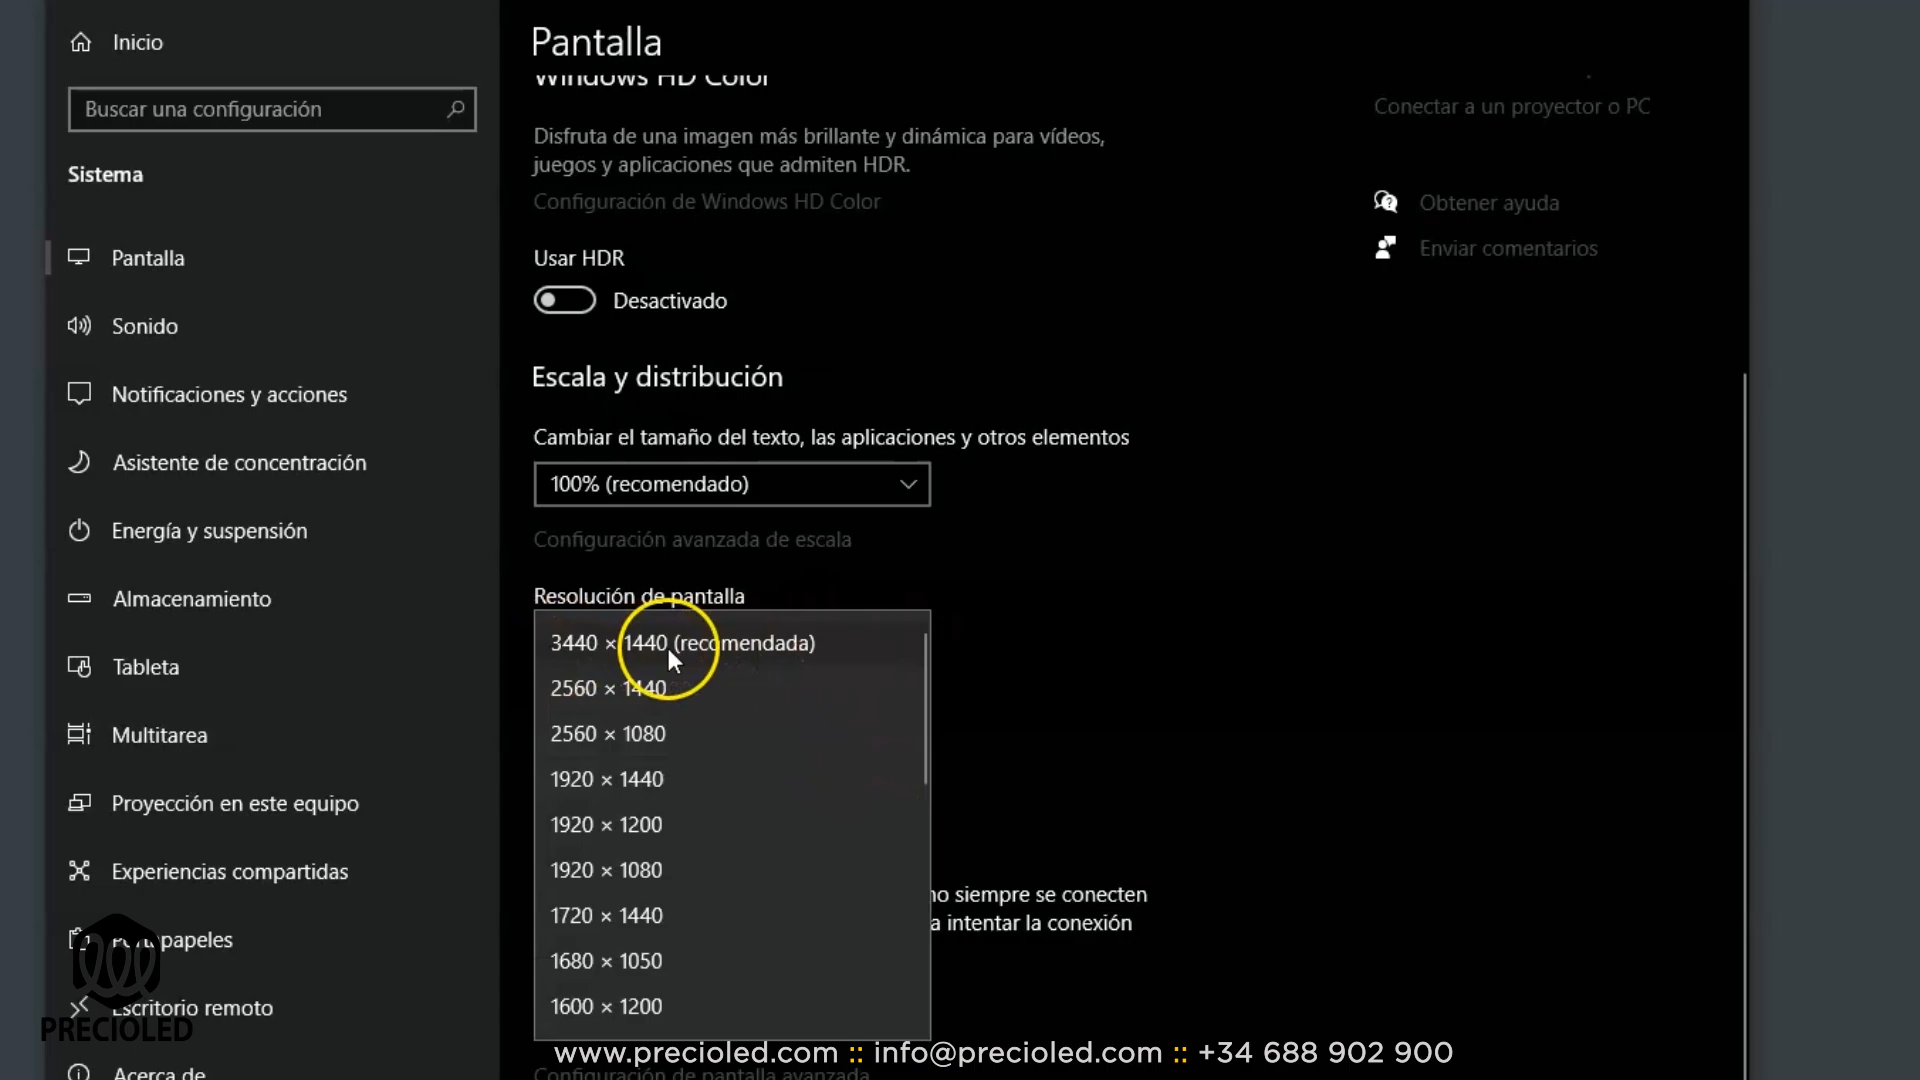 Inicio
Buscar una configuración
Sistema
Pantalla
Sonido
Notificaciones y acciones
Asistente de concentración
Energía y suspensión
Almacenamiento
Tableta
Multitarea
Proyección en este equipo
Experiencias compartidas
Portapapeles
Escritorio remoto
Acerca de
PRECIOLED
Pantalla
Windows HD Color
Disfruta de una imagen más brillante y dinámica para vídeos,
juegos y aplicaciones que admiten HDR.
Configuración de Windows HD Color
Usar HDR
Desactivado
Escala y distribución
Cambiar el tamaño del texto, las aplicaciones y otros elementos
100% (recomendado)
Configuración avanzada de escala
Resolución de pantalla
3440 × 1440 (recomendada)
2560 × 1440
2560 × 1080
1920 × 1440
1920 × 1200
1920 × 1080
1720 × 1440
1680 × 1050
1600 × 1200
no siempre se conecten
a intentar la conexión
Configuración de pantalla avanzada
Conectar a un proyector o PC
Obtener ayuda
Enviar comentarios
www.precioled.com :: info@precioled.com :: +34 688 902 900